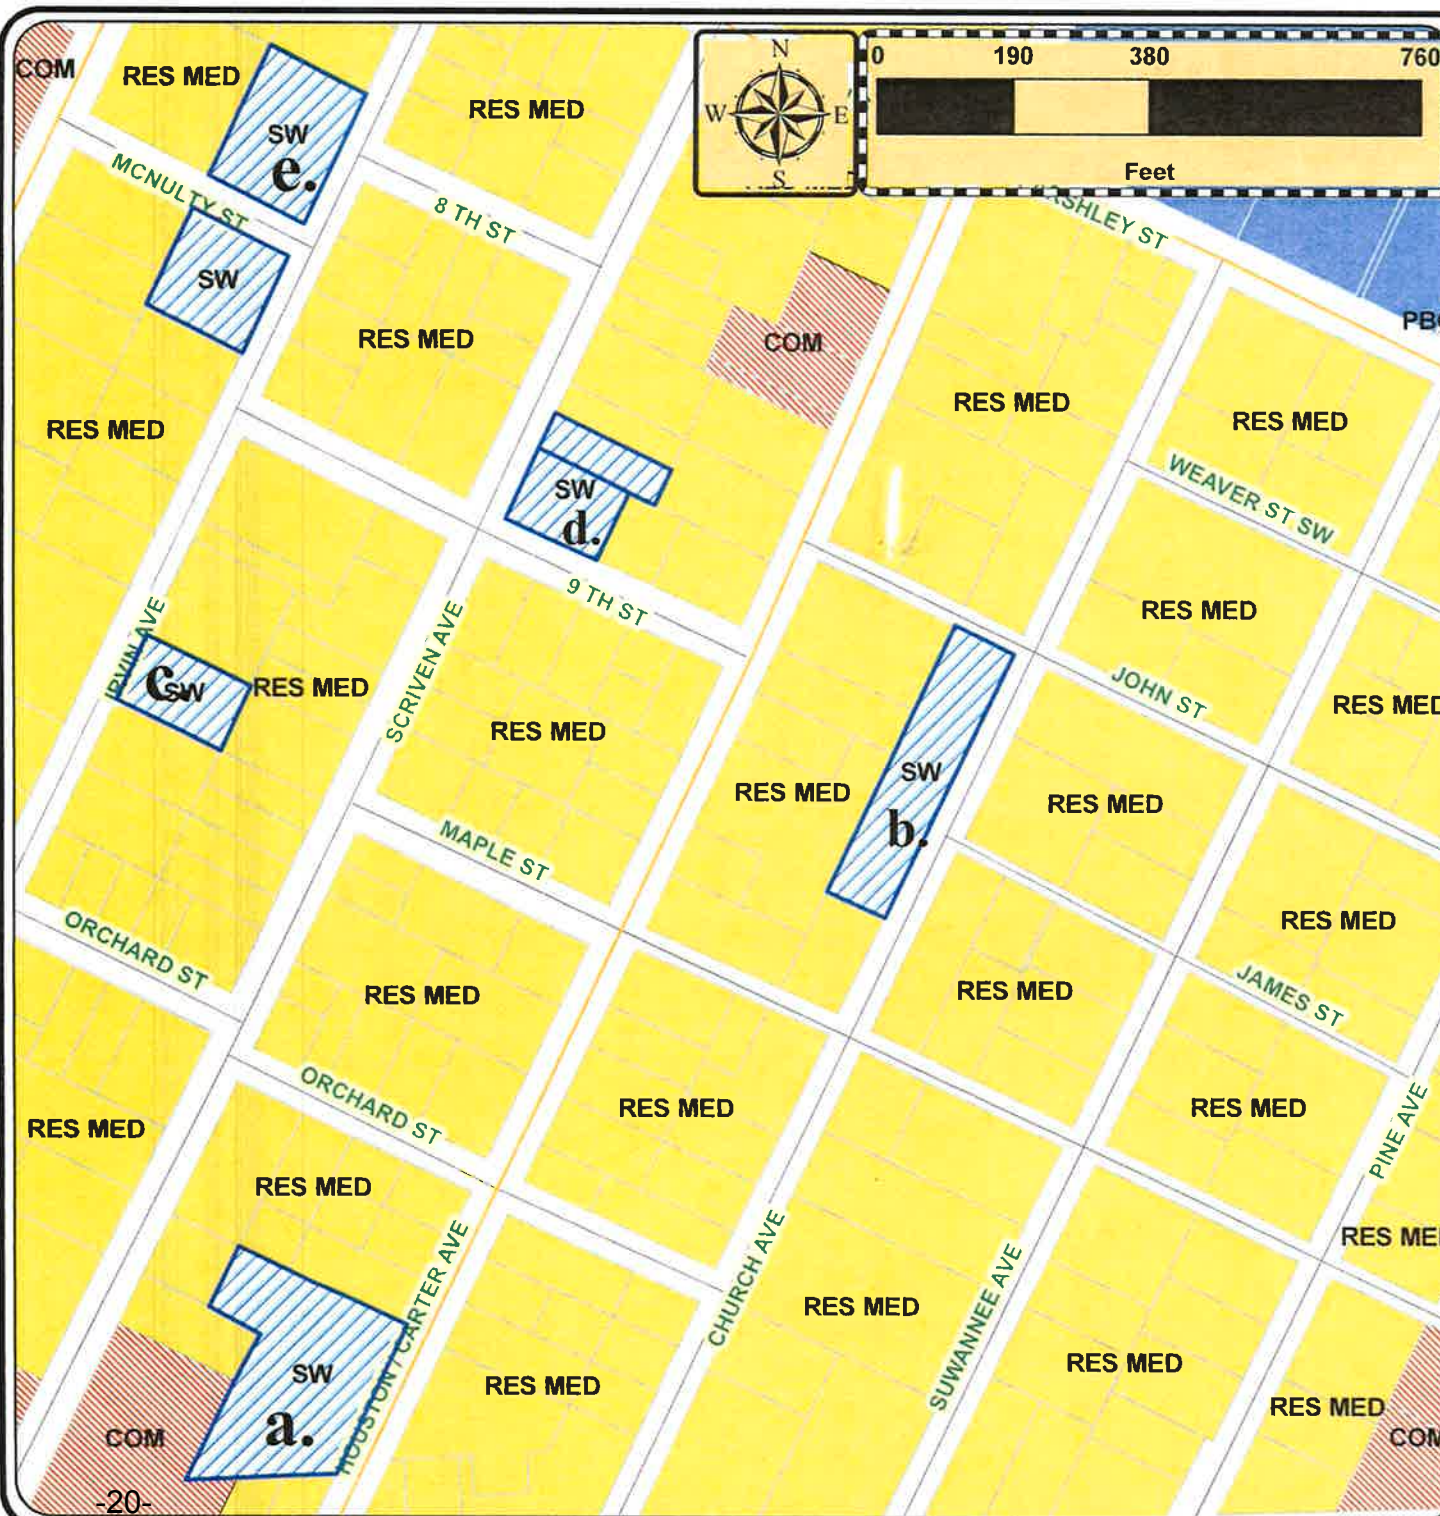 COM
RES MED
SW
e.
RES MED
N
W
E
S
0 190 380 760
Feet
MCNULTY ST
8 TH ST
SHLEY ST
SW
RES MED
COM
RES MED
RES MED
RES MED
SW
d.
WEAVER ST SW
9 TH ST
RES MED
IRVIN AVE
c.
SW
RES MED
SCRIVEN AVE
RES MED
JOHN ST
RES MED
SW
b.
RES MED
RES MED
MAPLE ST
RES MED
ORCHARD ST
RES MED
RES MED
JAMES ST
ORCHARD ST
RES MED
RES MED
RES MED
PINE AVE
RES MED
SW
a.
HOUSTON / CARTER AVE
CHURCH AVE
SUWANNEE AVE
RES MED
RES ME
RES MED
RES MED
RES MED
COM
COM
-20-